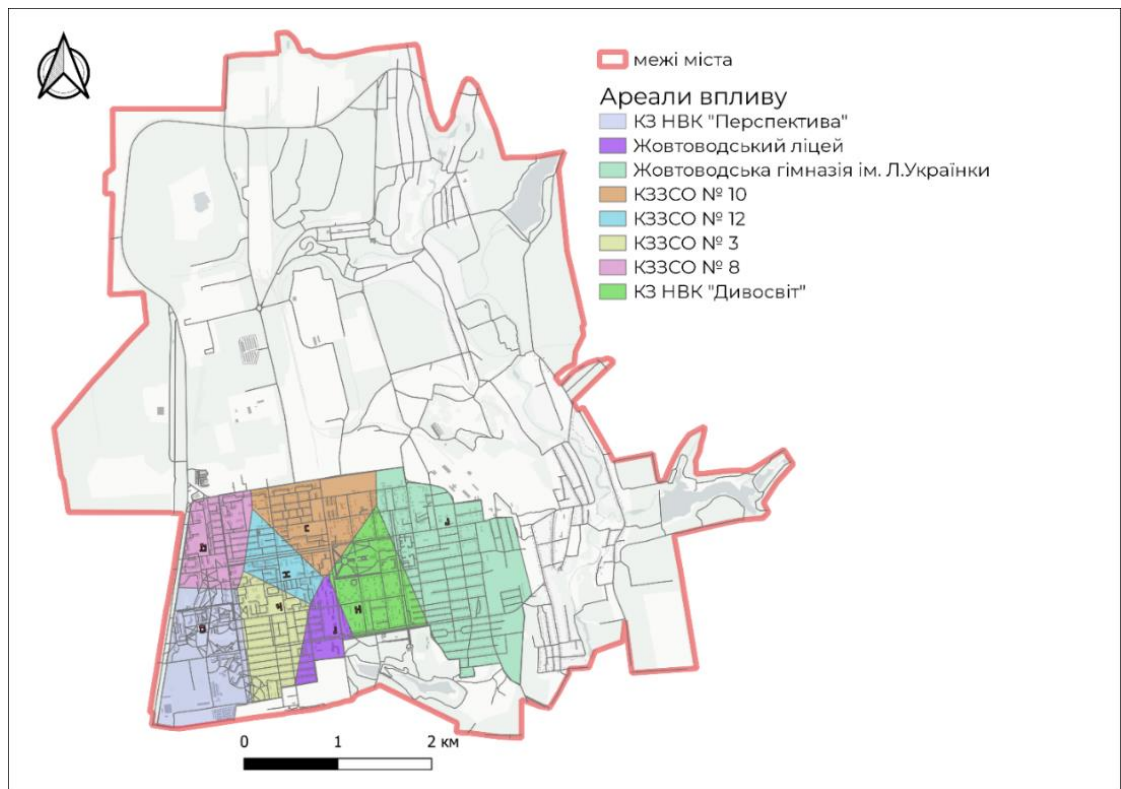 межі міста
Ареали впливу
КЗ НВК "Перспектива"
Жовтоводський ліцей
Жовтоводська гімназія ім. Л.Українки
КЗЗСО № 10
КЗЗСО № 12
КЗЗСО № 3
КЗЗСО № 8
КЗ НВК "Дивосвіт"
0 1 2 км